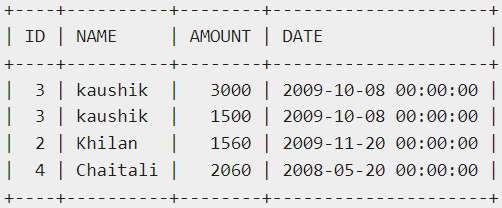 +----+----------+--------+---------------------+
| ID | NAME     | AMOUNT | DATE                |
+----+----------+--------+---------------------+
|  3 | kaushik  |   3000 | 2009-10-08 00:00:00 |
|  3 | kaushik  |   1500 | 2009-10-08 00:00:00 |
|  2 | Khilan   |   1560 | 2009-11-20 00:00:00 |
|  4 | Chaitali |   2060 | 2008-05-20 00:00:00 |
+----+----------+--------+---------------------+